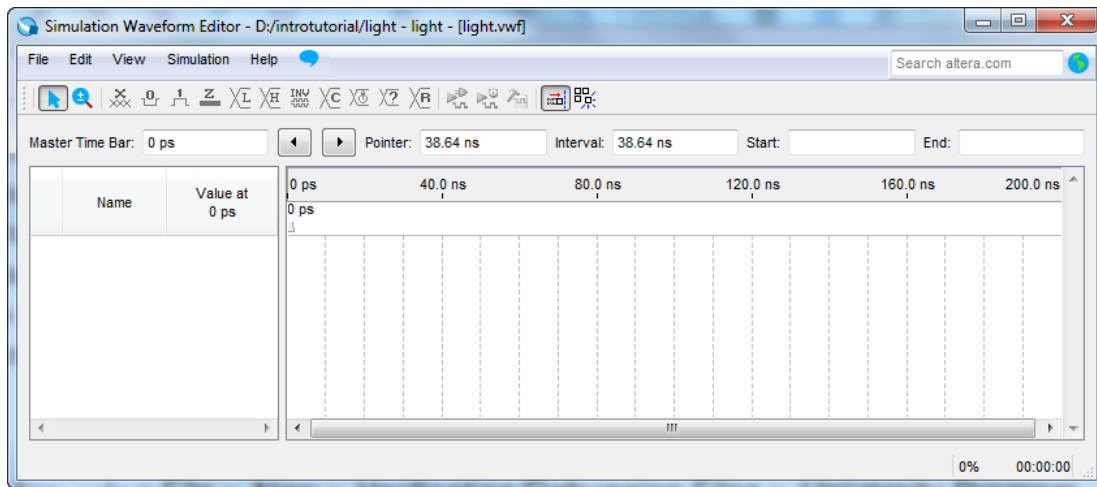 Simulation Waveform Editor - D:/introtutorial/light - light - [light.vwf]
File Edit View Simulation Help
Search altera.com
0 1 Z L H INV C ? R
Master Time Bar: 0 ps Pointer: 38.64 ns Interval: 38.64 ns Start: End:
Name
Value at
0 ps
0 ps 40.0 ns 80.0 ns 120.0 ns 160.0 ns 200.0 ns
0 ps
0% 00:00:00